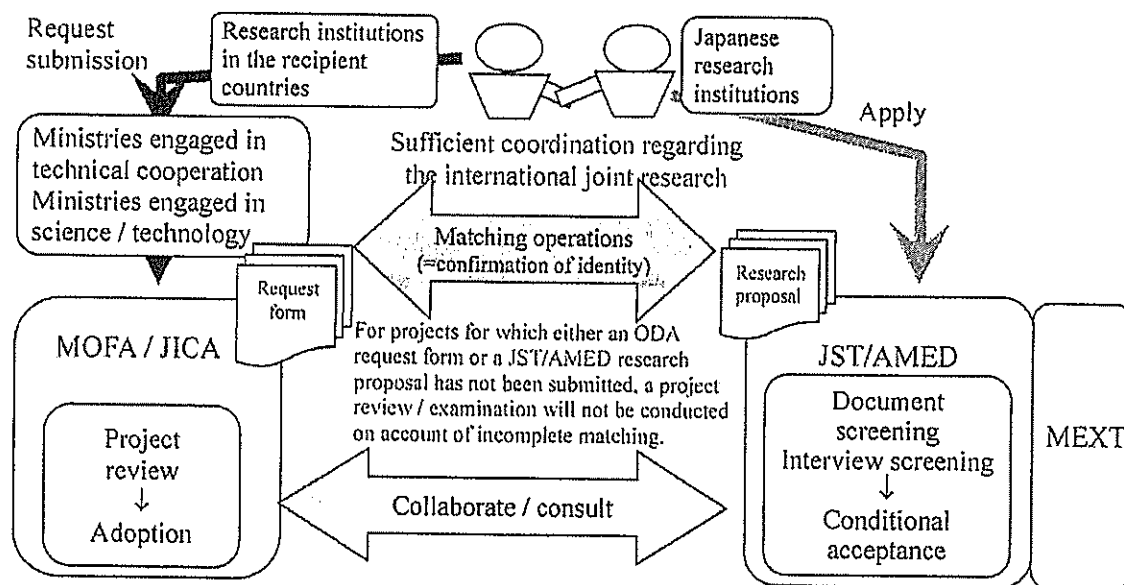 Request
submission
Research institutions
in the recipient
countries
Japanese
research
institutions
Apply
Ministries engaged in
technical cooperation
Ministries engaged in
science / technology
Sufficient coordination regarding
the international joint research
Matching operations
(=confirmation of identity)
Request
form
Research
proposal
MOFA / JICA
Project
review
↓
Adoption
For projects for which either an ODA
request form or a JST/AMED research
proposal has not been submitted, a project
review / examination will not be conducted
on account of incomplete matching.
Collaborate / consult
JST/AMED
Document
screening
Interview screening
↓
Conditional
acceptance
MEXT